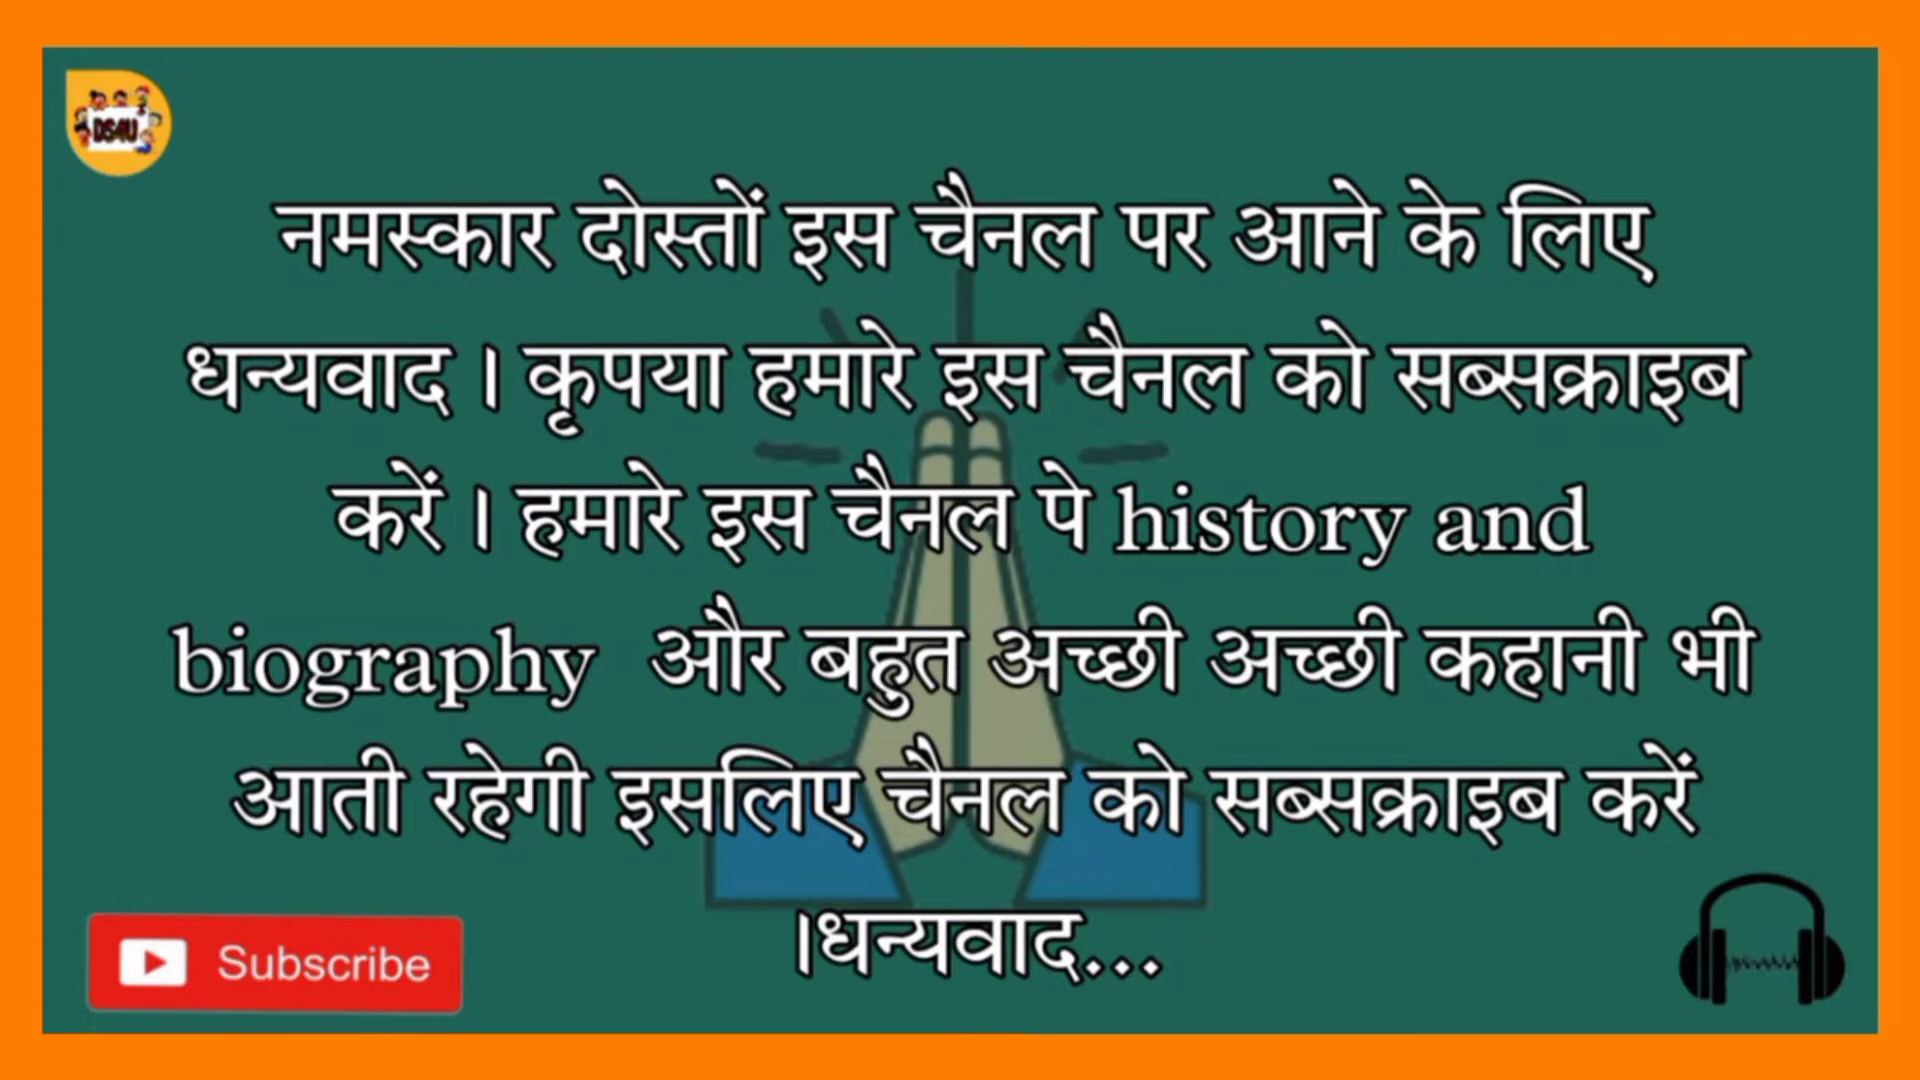 DS4U
नमस्कार दोस्तों इस चैनल पर आने के लिए
धन्यवाद । कृपया हमारे इस चैनल को सब्सक्राइब
करें । हमारे इस चैनल पे history and
biography और बहुत अच्छी अच्छी कहानी भी
आती रहेगी इसलिए चैनल को सब्सक्राइब करें
।धन्यवाद...
Subscribe